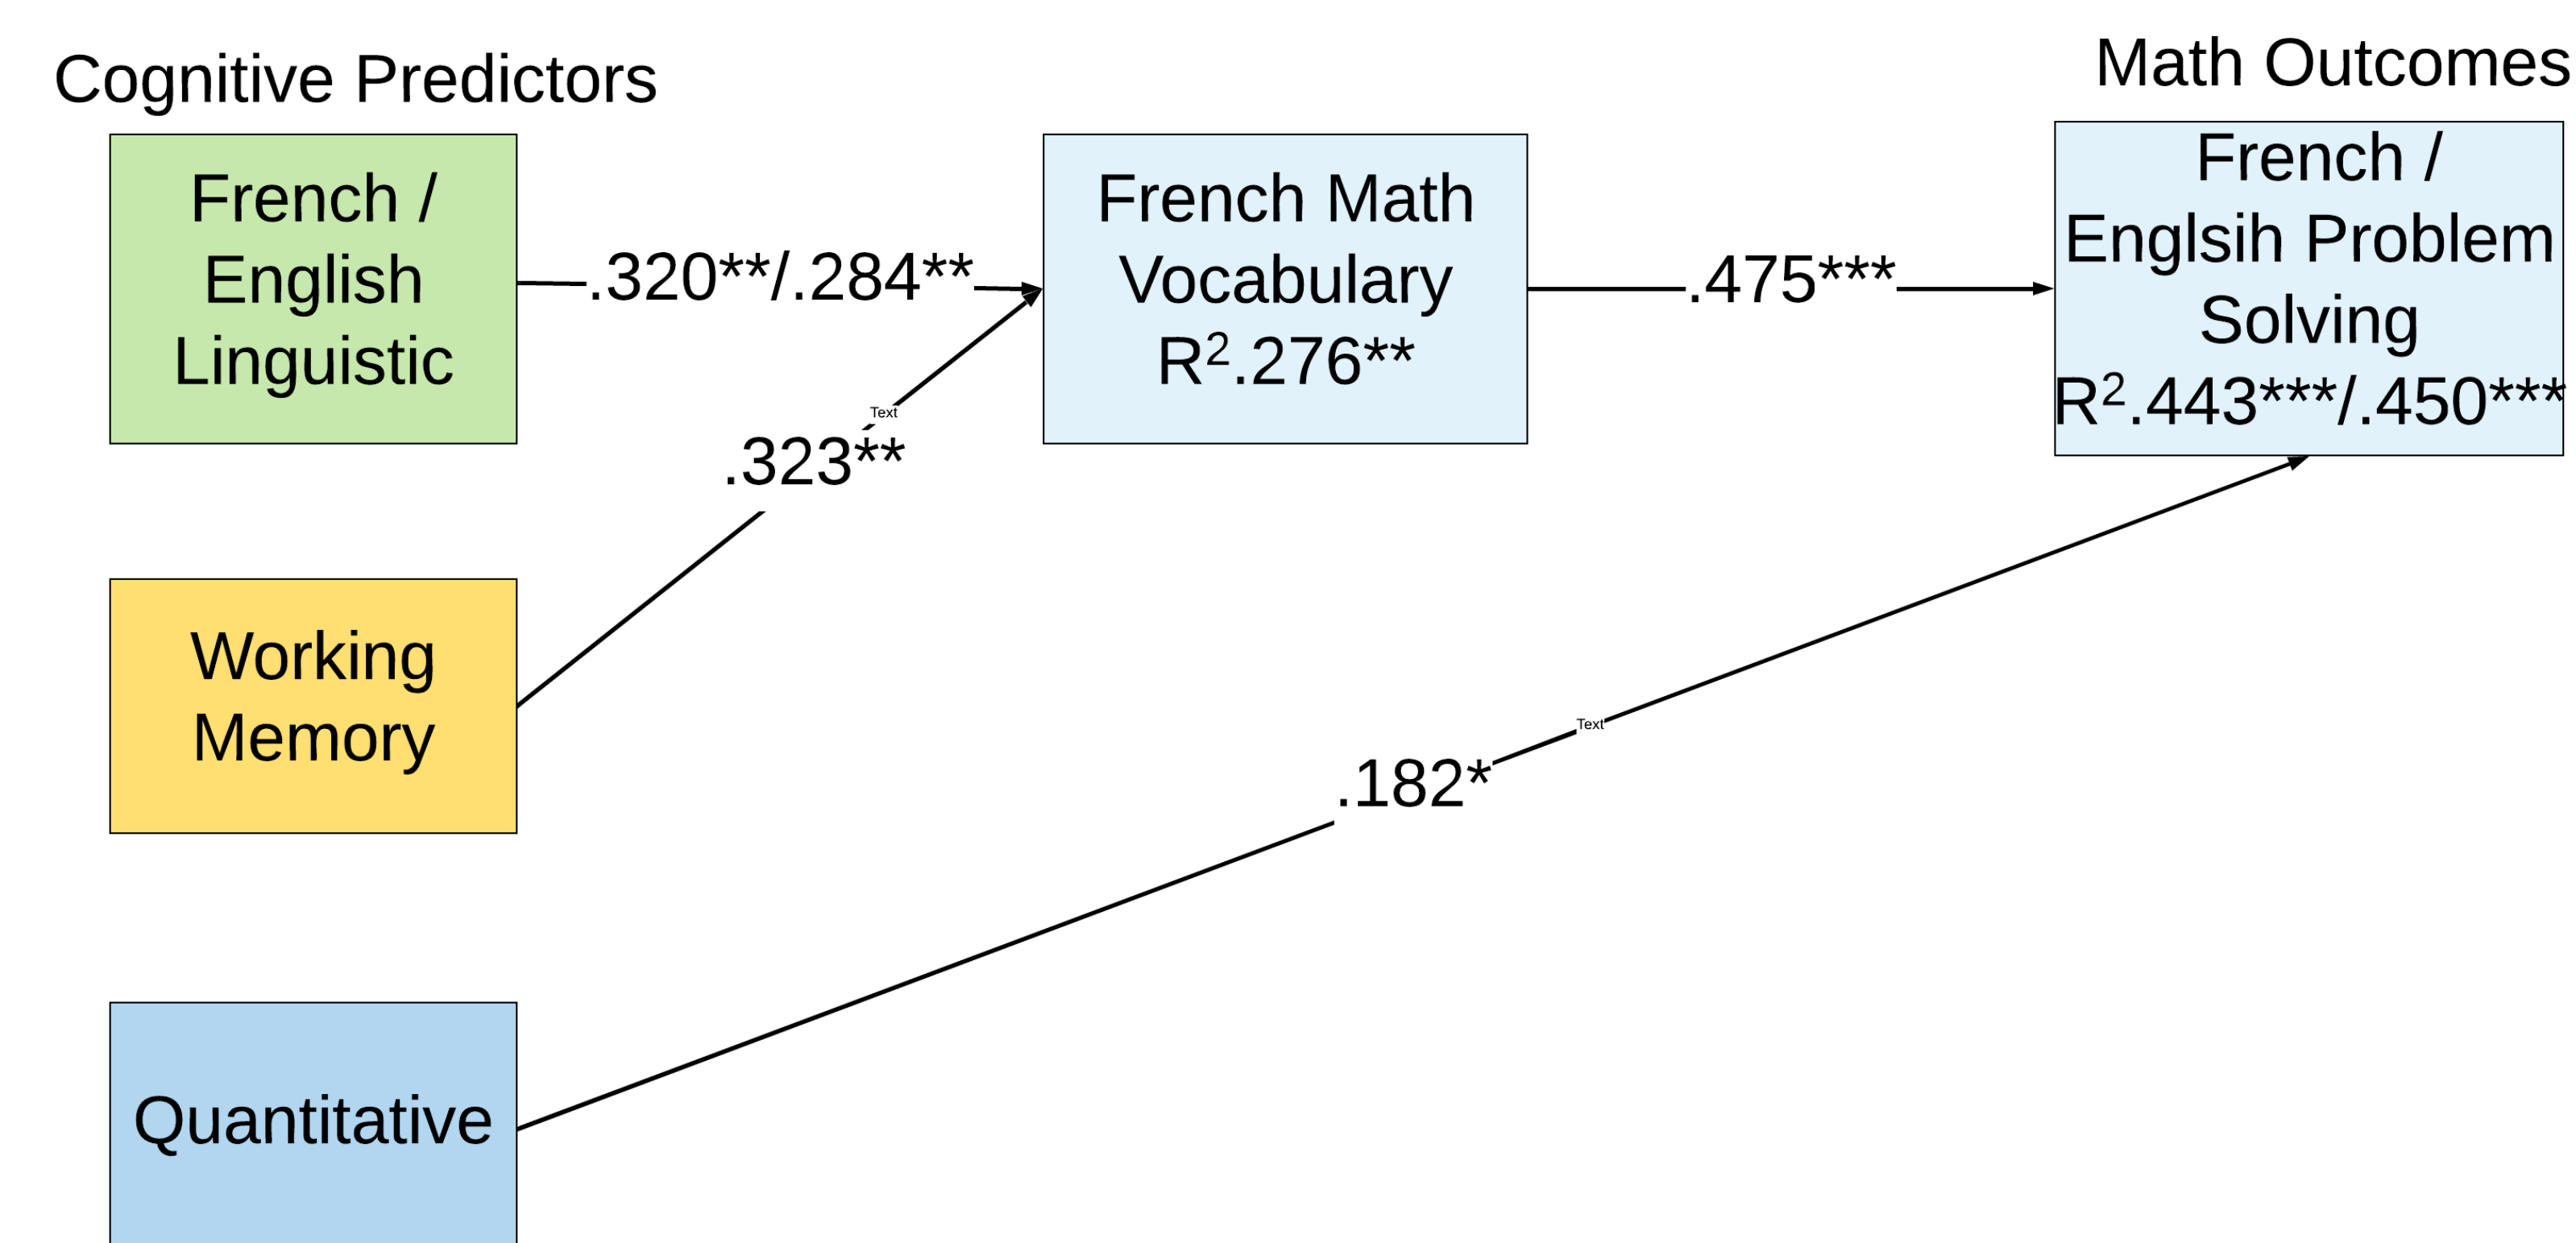 Cognitive Predictors
Math Outcomes
French /
English
Linguistic
.320**/.284**
French Math
Vocabulary
R².276**
.475***
French /
Englsih Problem
Solving
R².443***/.450***
Text
.323**
Working
Memory
Text
.182*
Quantitative